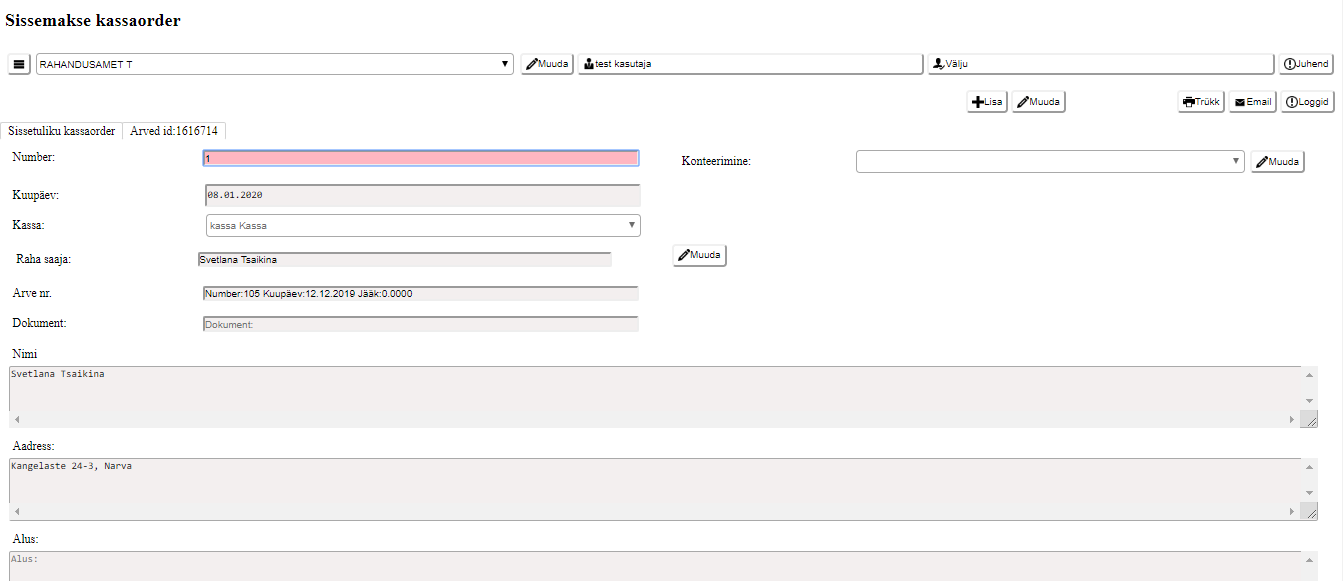 Sissemakse kassaorder
RAHANDUSAMET T Muuda test kasutaja Välju Juhend
Lisa Muuda Trükk Email Loggid
Sissetuliku kassaorder Arved id:1616714
Number: 1 Konteerimine: Muuda
Kuupäev: 08.01.2020
Kassa: kassa Kassa
Raha saaja: Svetlana Tsaikina Muuda
Arve nr. Number:105 Kuupäev:12.12.2019 Jääk:0.0000
Dokument: Dokument:
Nimi
Svetlana Tsaikina
Aadress:
Kangelaste 24-3, Narva
Alus:
Alus: